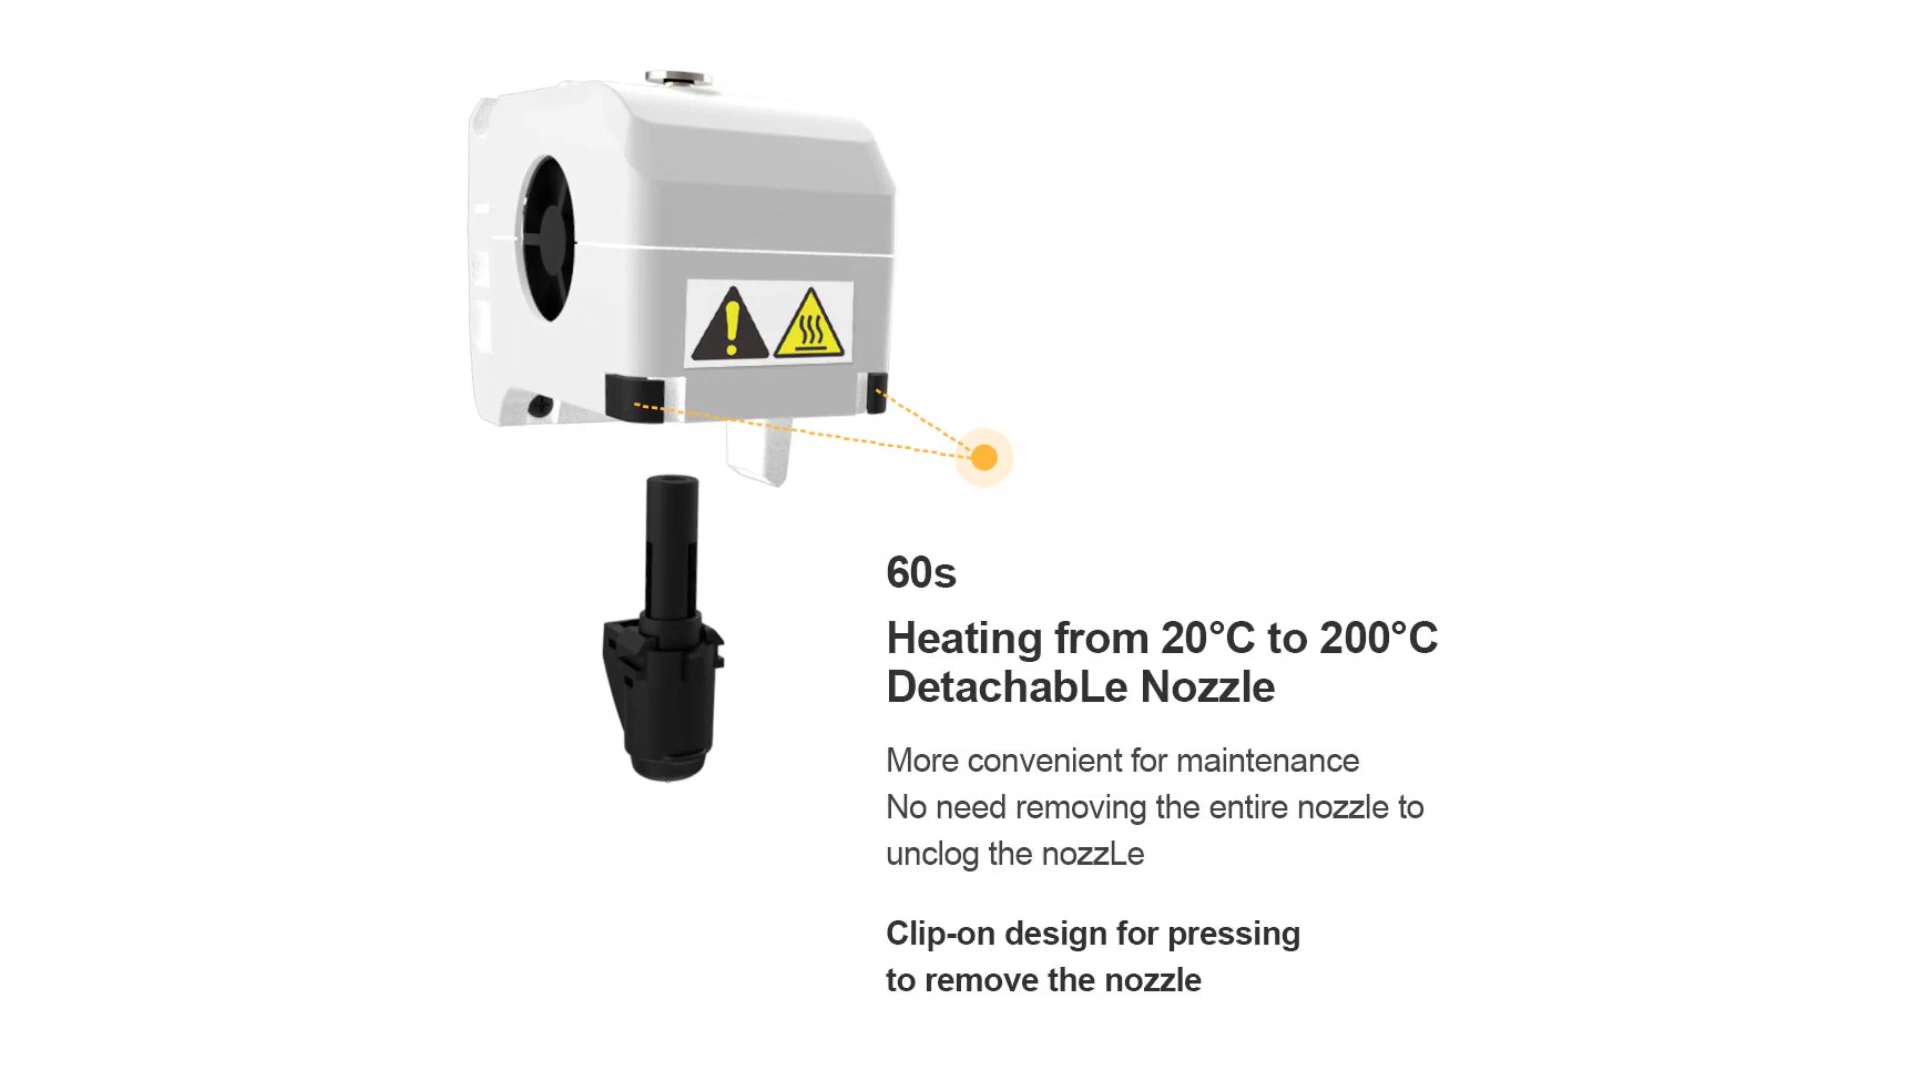 60s
Heating from 20°C to 200°C
DetachabLe Nozzle
More convenient for maintenance
No need removing the entire nozzle to
unclog the nozzLe
Clip-on design for pressing
to remove the nozzle